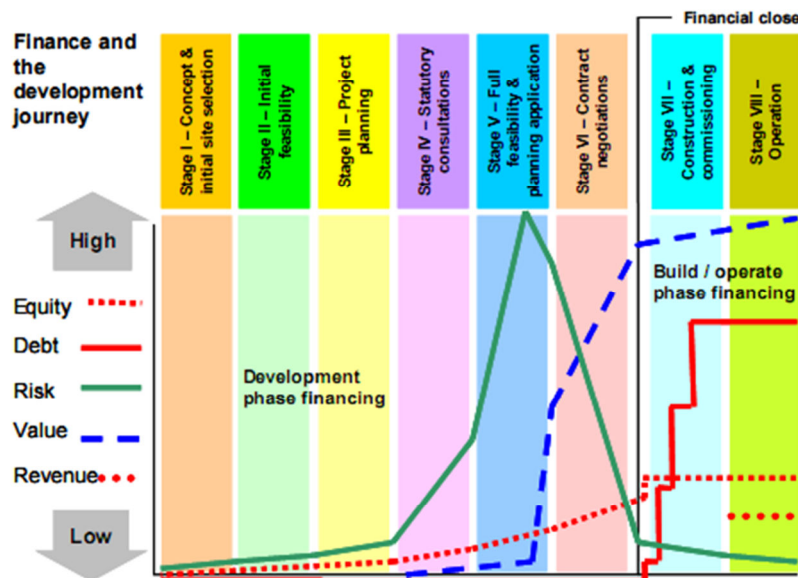 Financial close
Finance and
the
development
journey
Stage I – Concept &
initial site selection
Stage II – Initial
feasibility
Stage III – Project
planning
Stage IV – Statutory
consultations
Stage V – Full
feasibility &
planning application
Stage VI – Contract
negotiations
Stage VII –
Construction &
commissioning
Stage VIII –
Operation
High
Equity
Debt
Risk
Value
Revenue
Low
Development
phase financing
Build / operate
phase financing